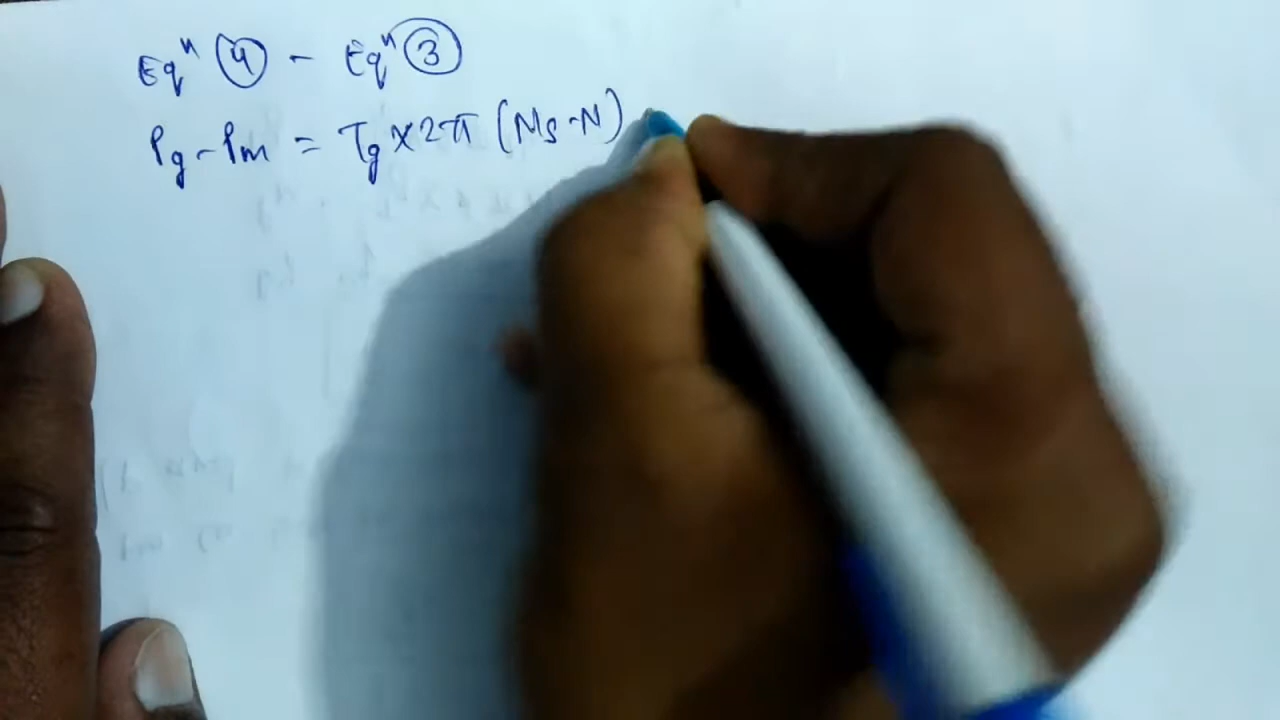 Eqⁿ ④ - Eqⁿ ③
Pg - Pm = Tg × 2π (Ns - N)